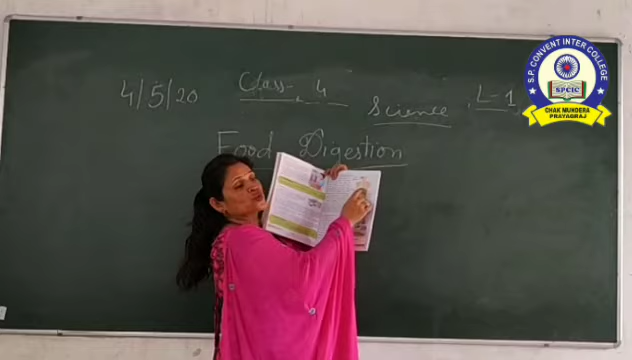 4/5/20
Class- 4
Science
L-1
Food Digestion
S.P. CONVENT INTER COLLEGE
SPCIC
CHAK MUNDERA
PRAYAGRAJ